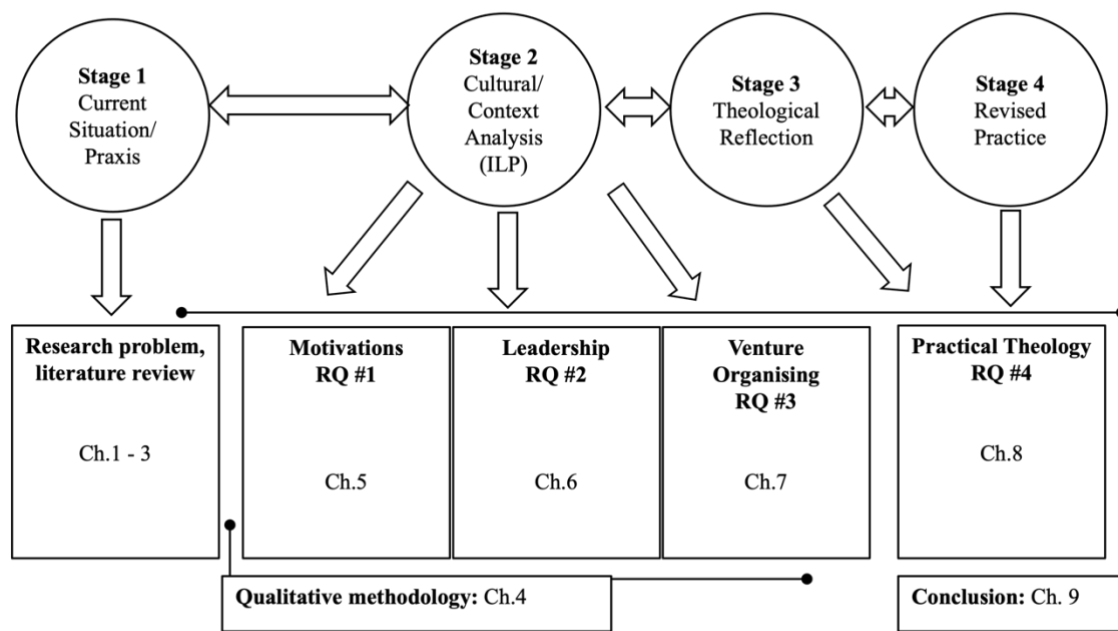 Stage 1
Current
Situation/
Praxis
Stage 2
Cultural/
Context
Analysis
(ILP)
Stage 3
Theological
Reflection
Stage 4
Revised
Practice
Research problem,
literature review
Ch.1 - 3
Motivations
RQ #1
Ch.5
Leadership
RQ #2
Ch.6
Venture
Organising
RQ #3
Ch.7
Practical Theology
RQ #4
Ch.8
Qualitative methodology: Ch.4
Conclusion: Ch. 9